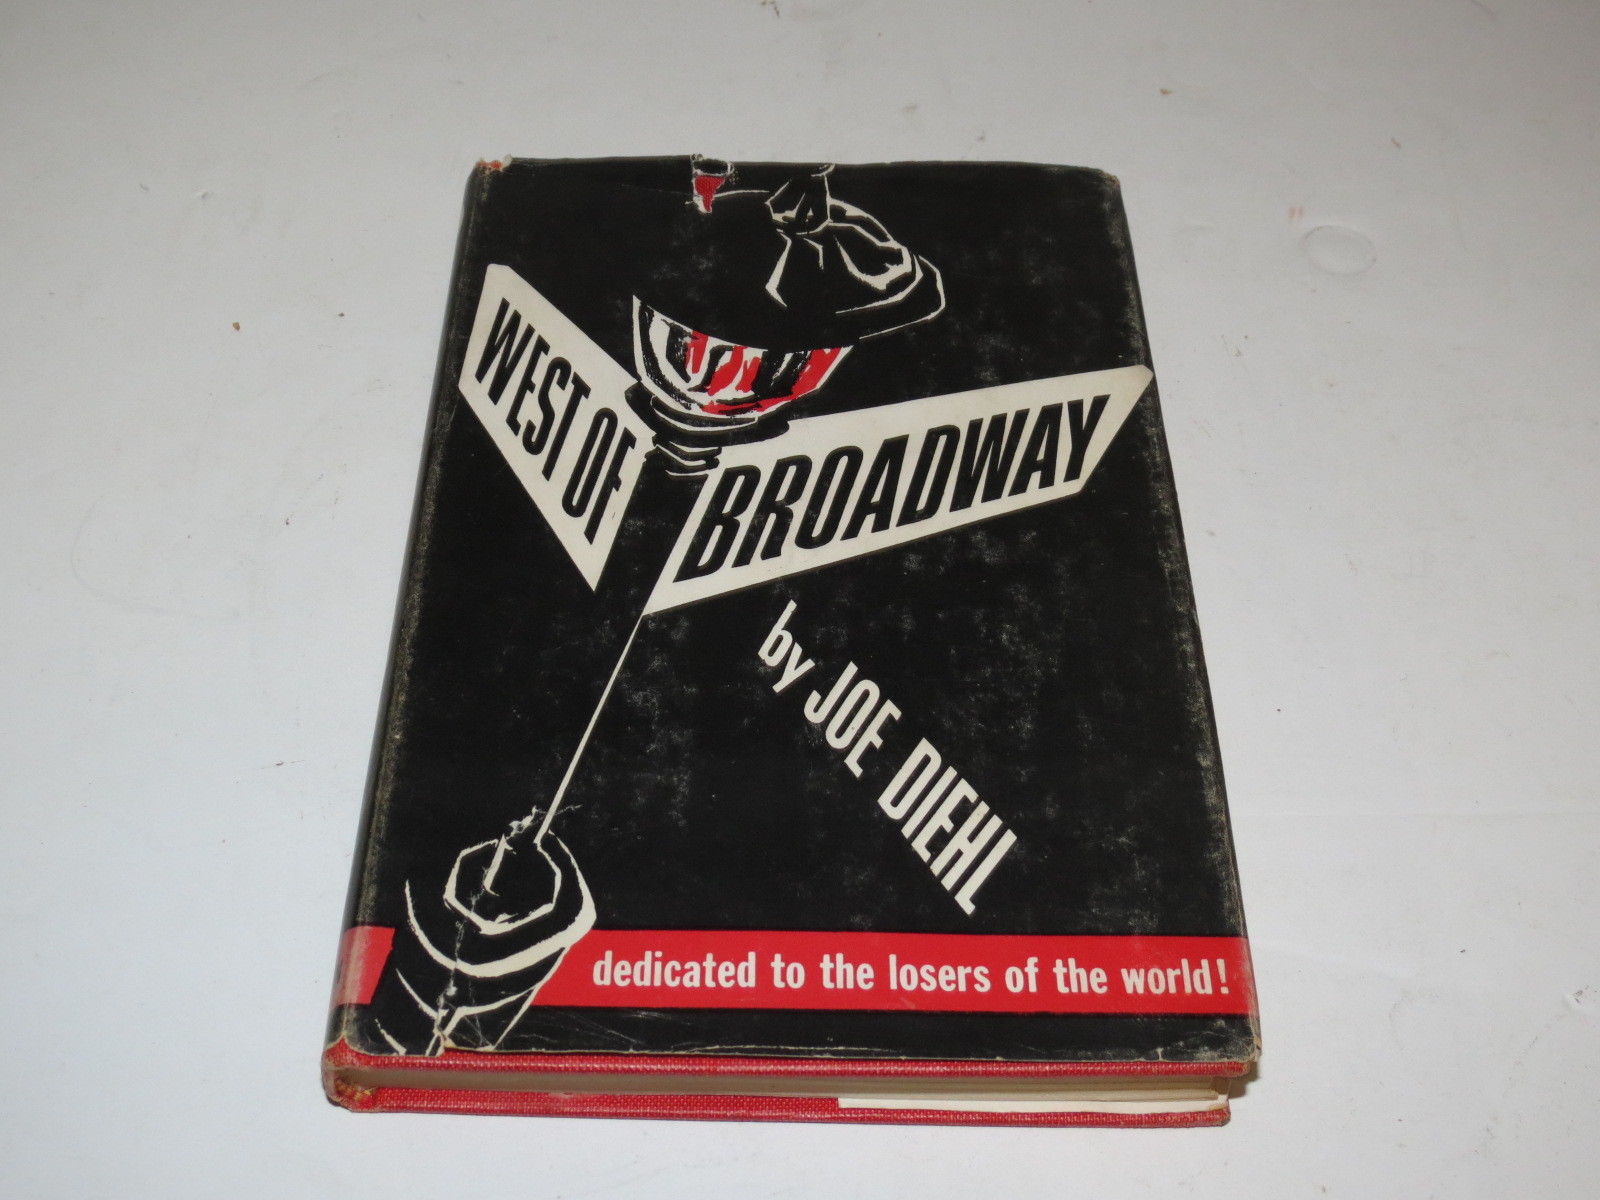 WEST OF
BROADWAY
by JOE DIEHL
dedicated to the losers of the world!